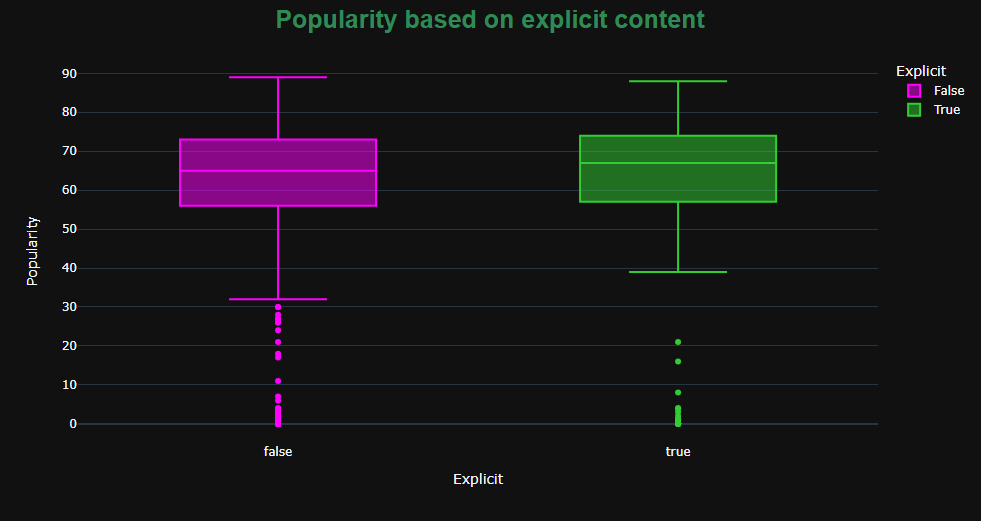 Popularity based on explicit content
Explicit
False
True
90
80
70
60
50
40
30
20
10
0
Popularity
false
true
Explicit